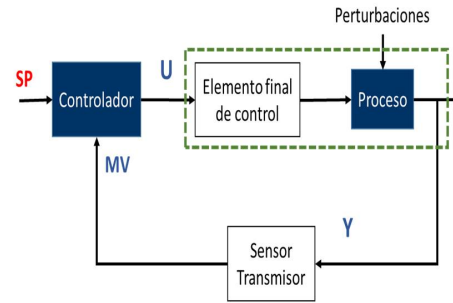 Perturbaciones
SP
Controlador
U
Elemento final
de control
Proceso
MV
Y
Sensor
Transmisor